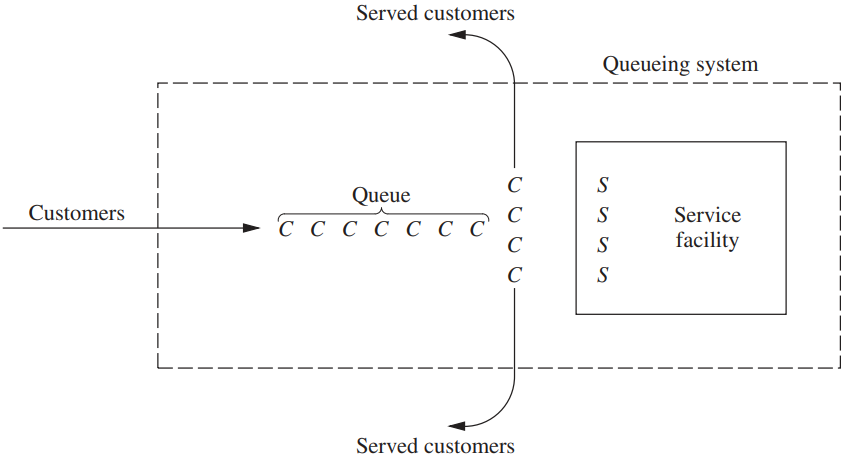 Served customers
Queueing system
C S
Queue
Customers
C S
Service
C C C C C C C
C S
facility
C S
Served customers